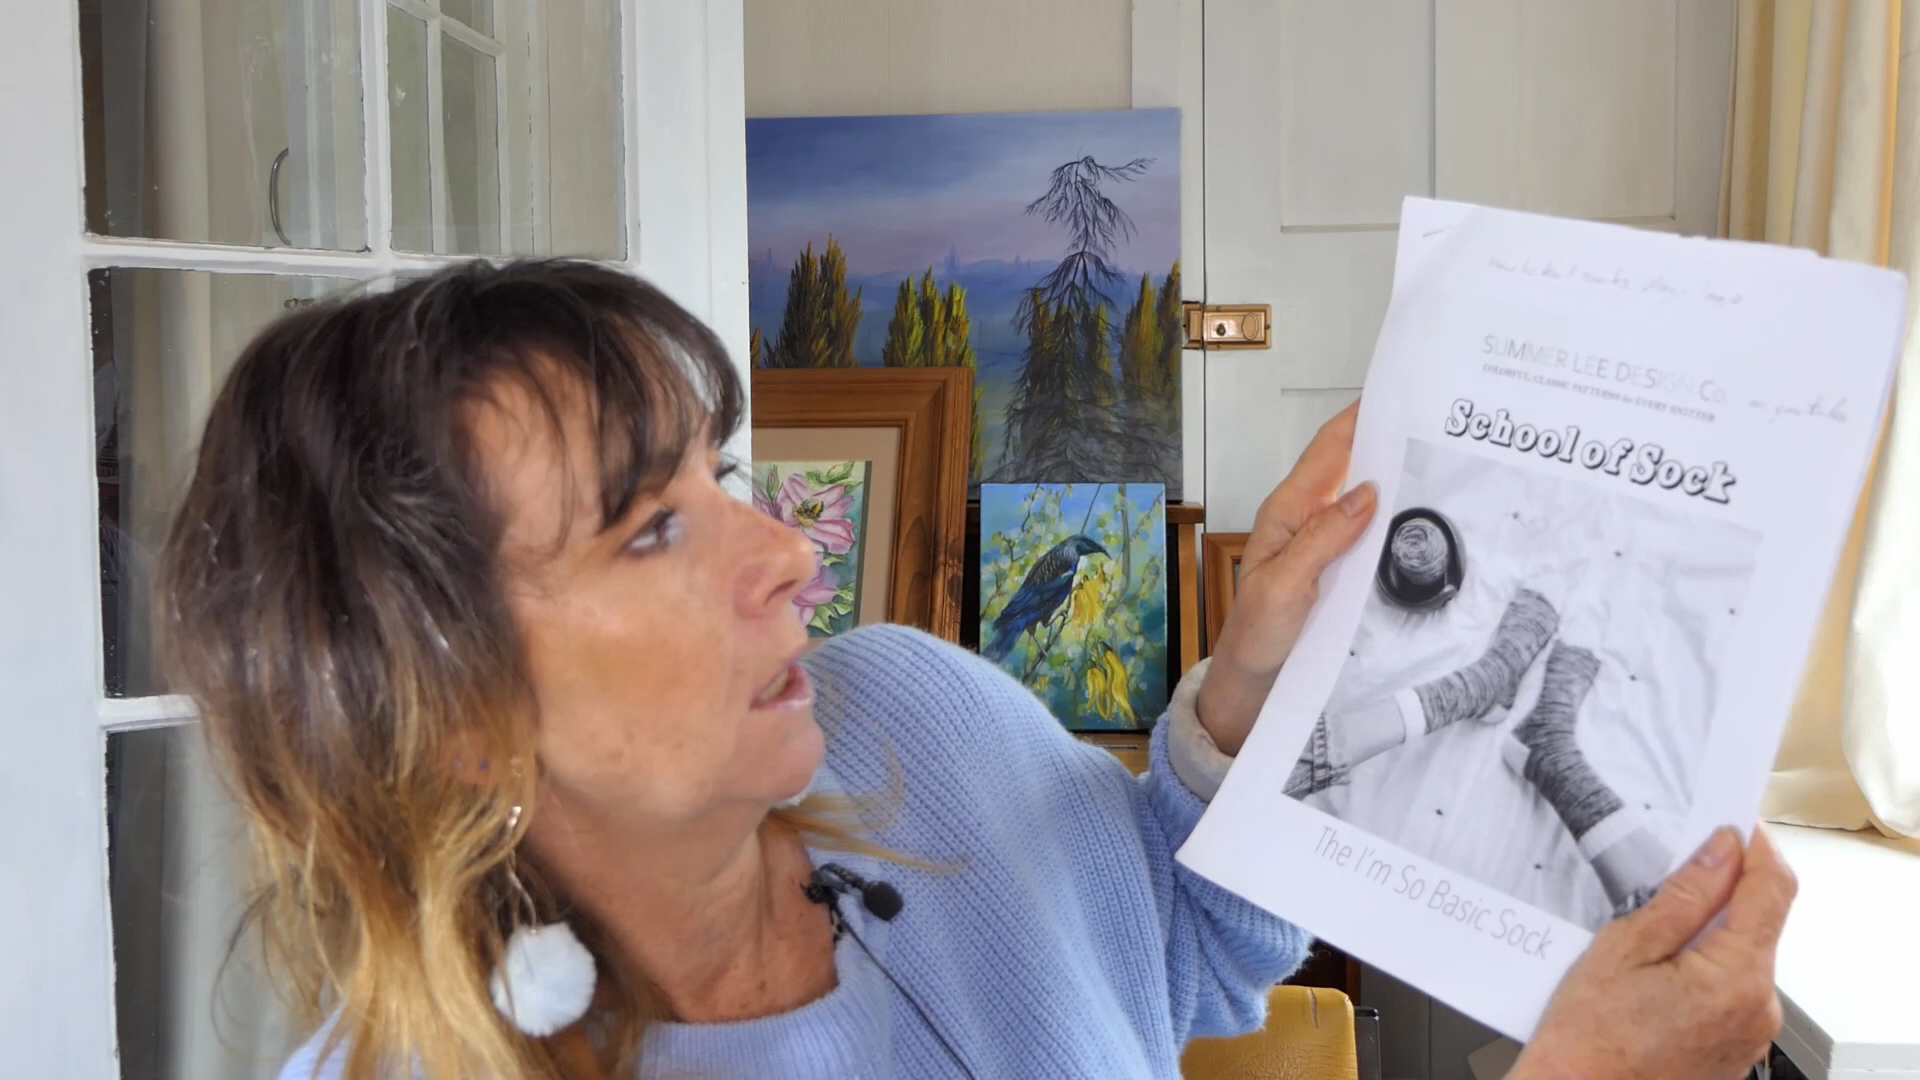 SUMMER LEE DESIGN Co.
COLORFUL, CLASSIC PATTERNS for EVERY KNITTER
School of Sock
The I'm So Basic Sock